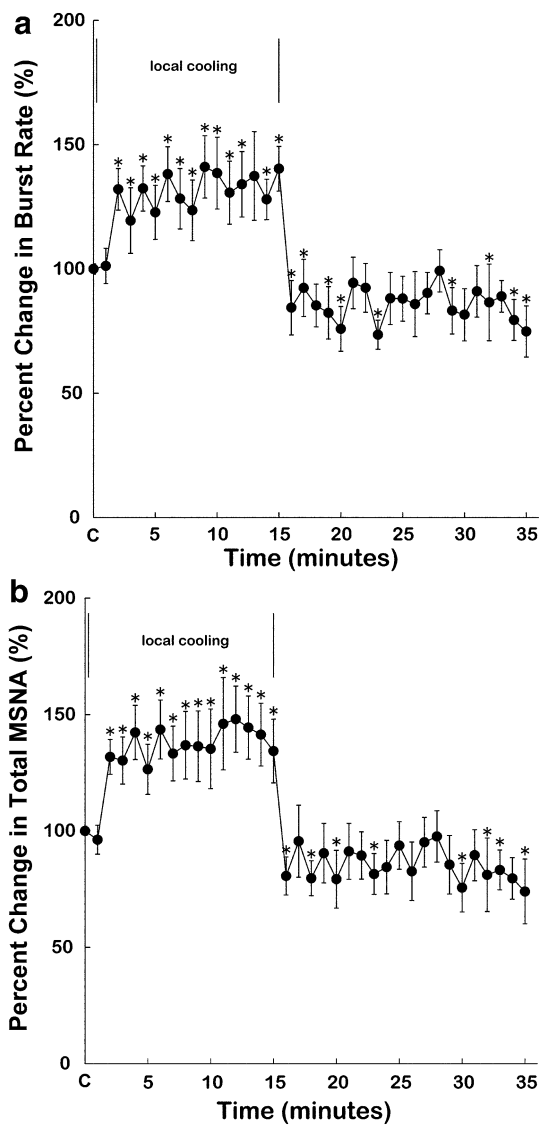 a
Percent Change in Burst Rate (%)
200
150
100
50
0
local cooling
* * * * * * * * * * * * * *
* * * * * * * *
C 5 10 15 20 25 30 35
Time (minutes)
b
Percent Change in Total MSNA (%)
200
150
100
50
0
local cooling
* * * * * * * * * * * * * *
* * * * * * * *
C 5 10 15 20 25 30 35
Time (minutes)